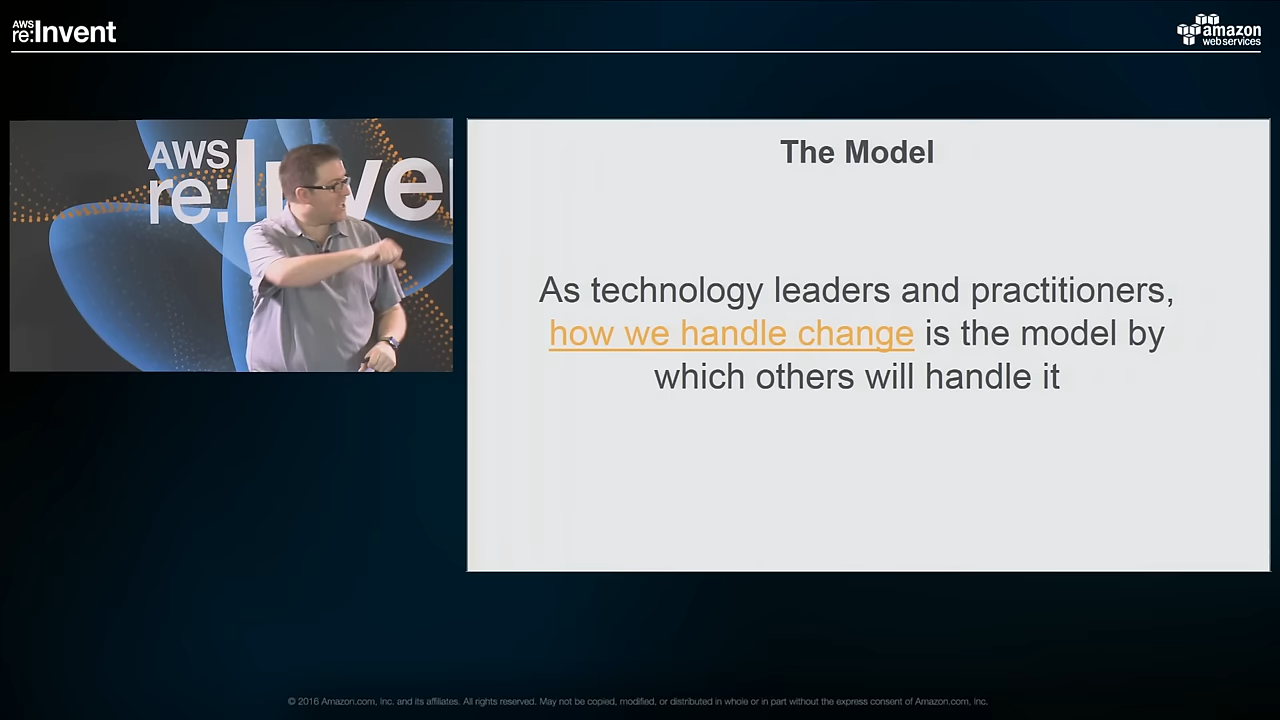 AWS
re:Invent
amazon
web services
AWS
re:Inve
The Model
As technology leaders and practitioners,
how we handle change is the model by
which others will handle it
© 2016 Amazon.com, Inc. and its affiliates. All rights reserved. May not be copied, modified, or distributed in whole or in part without the express consent of Amazon.com, Inc.